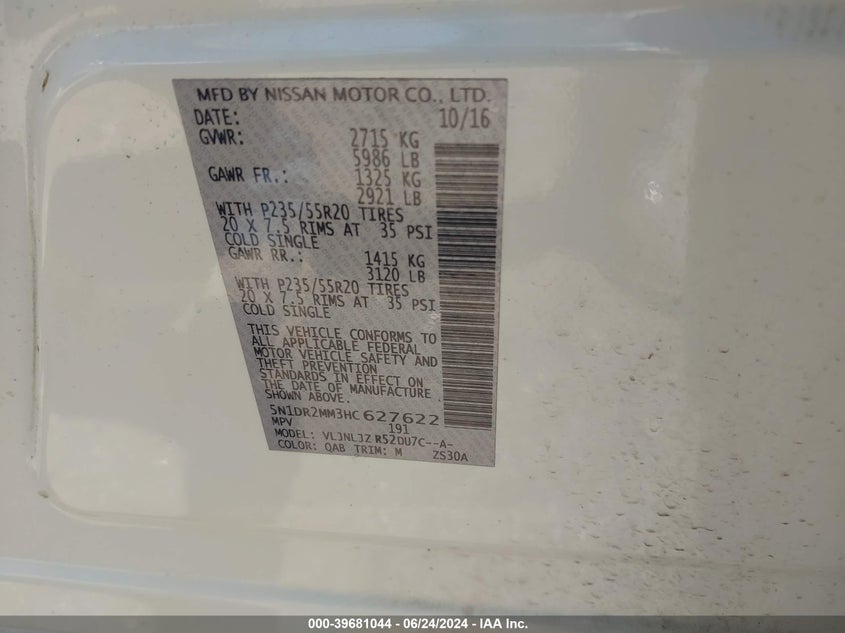 MFD BY NISSAN MOTOR CO., LTD.
DATE: 10/16
GVWR: 2715 KG
5986 LB
GAWR FR.: 1325 KG
2921 LB
WITH P235/55R20 TIRES
20 X 7.5 RIMS AT 35 PSI
COLD SINGLE
GAWR RR.: 1415 KG
3120 LB
WITH P235/55R20 TIRES
20 X 7.5 RIMS AT 35 PSI
COLD SINGLE
THIS VEHICLE CONFORMS TO
ALL APPLICABLE FEDERAL
MOTOR VEHICLE SAFETY AND
THEFT PREVENTION
STANDARDS IN EFFECT ON
THE DATE OF MANUFACTURE
SHOWN ABOVE.
5N1DR2MM3HC 627622
MPV 191
MODEL: VLJNLJZ R52DU7C--A-
COLOR: QAB TRIM: M ZS30A
000-39681044 - 06/24/2024 - IAA Inc.